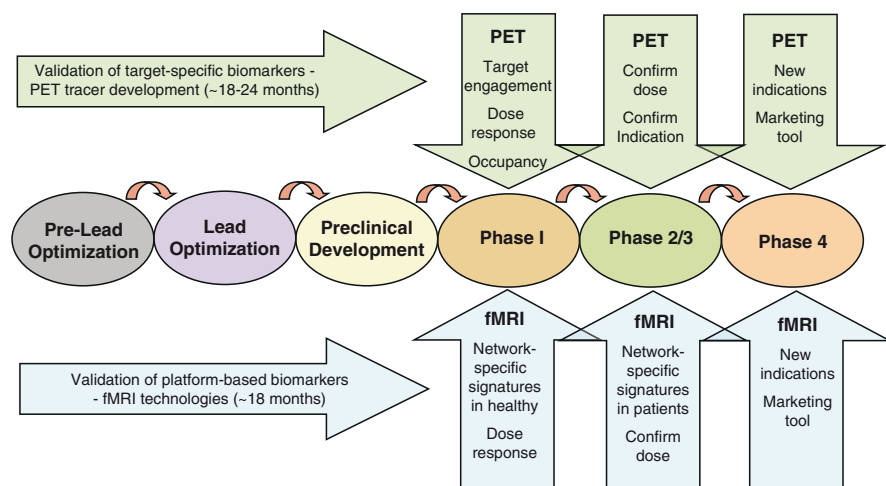 Validation of target-specific biomarkers -
PET tracer development (~18-24 months)
PET
Target
engagement
Dose
response
Occupancy
PET
Confirm
dose
Confirm
Indication
PET
New
indications
Marketing
tool
Pre-Lead
Optimization
Lead
Optimization
Preclinical
Development
Phase I
Phase 2/3
Phase 4
Validation of platform-based biomarkers
- fMRI technologies (~18 months)
fMRI
Network-
specific
signatures
in healthy
Dose
response
fMRI
Network-
specific
signatures
in patients
Confirm
dose
fMRI
New
indications
Marketing
tool